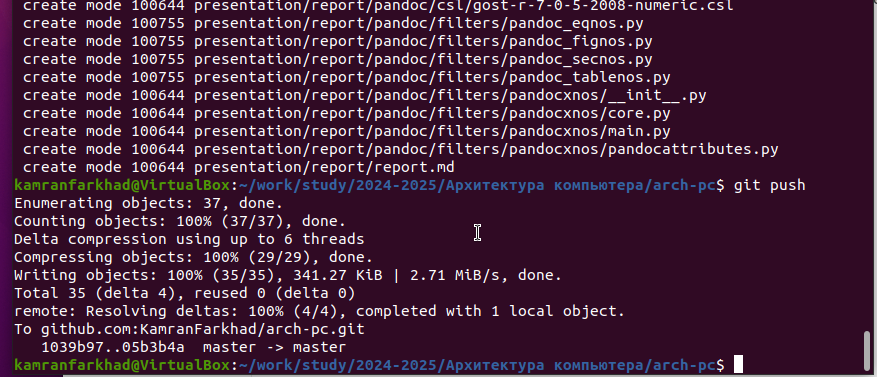 create mode 100644 presentation/report/pandoc/csl/gost-r-7-0-5-2008-numeric.csl
create mode 100755 presentation/report/pandoc/filters/pandoc_eqnos.py
create mode 100755 presentation/report/pandoc/filters/pandoc_fignos.py
create mode 100755 presentation/report/pandoc/filters/pandoc_secnos.py
create mode 100755 presentation/report/pandoc/filters/pandoc_tablenos.py
create mode 100644 presentation/report/pandoc/filters/pandocxnos/__init__.py
create mode 100644 presentation/report/pandoc/filters/pandocxnos/core.py
create mode 100644 presentation/report/pandoc/filters/pandocxnos/main.py
create mode 100644 presentation/report/pandoc/filters/pandocxnos/pandocattributes.py
create mode 100644 presentation/report/report.md
kamranfarkhad@VirtualBox:~/work/study/2024-2025/Архитектура компьютера/arch-pc$ git push
Enumerating objects: 37, done.
Counting objects: 100% (37/37), done.
Delta compression using up to 6 threads
Compressing objects: 100% (29/29), done.
Writing objects: 100% (35/35), 341.27 KiB | 2.71 MiB/s, done.
Total 35 (delta 4), reused 0 (delta 0)
remote: Resolving deltas: 100% (4/4), completed with 1 local object.
To github.com:KamranFarkhad/arch-pc.git
1039b97..05b3b4a master -> master
kamranfarkhad@VirtualBox:~/work/study/2024-2025/Архитектура компьютера/arch-pc$